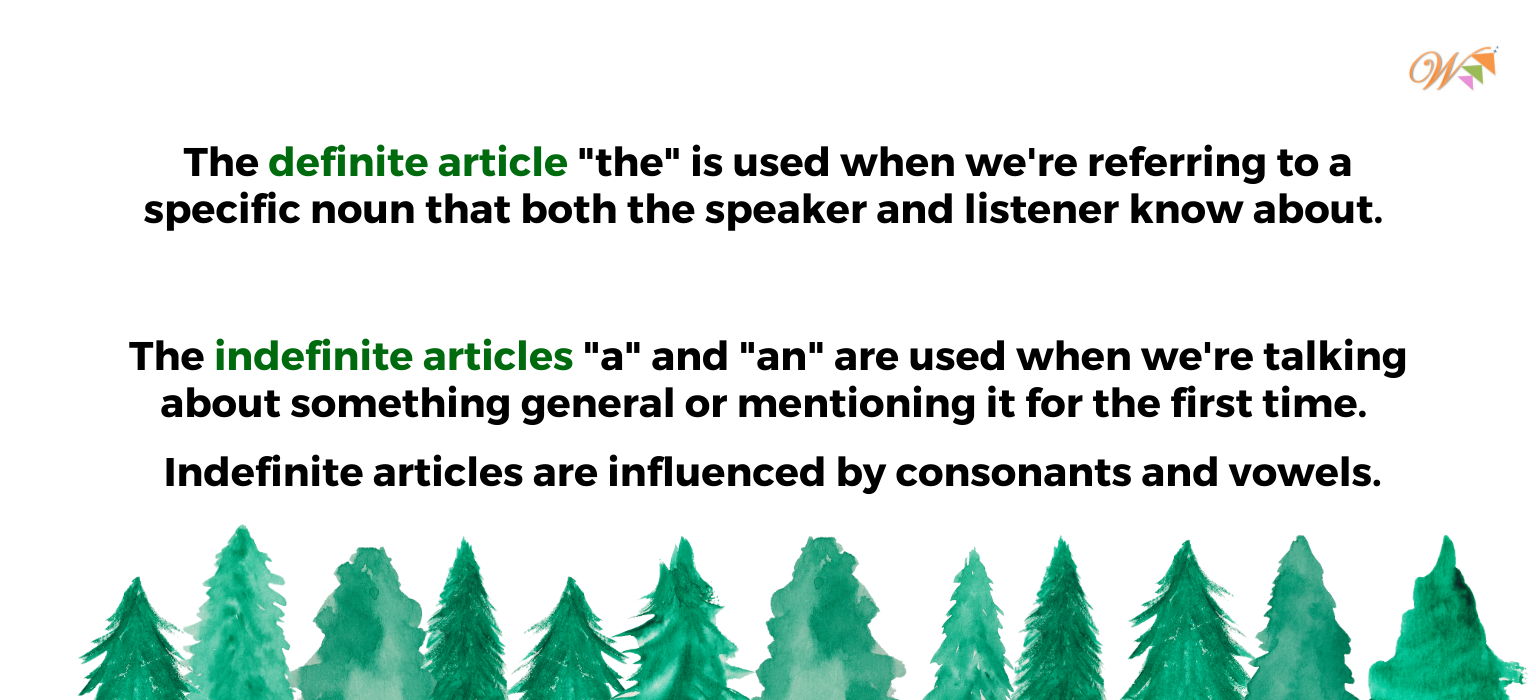 W
The definite article "the" is used when we're referring to a
specific noun that both the speaker and listener know about.
The indefinite articles "a" and "an" are used when we're talking
about something general or mentioning it for the first time.
Indefinite articles are influenced by consonants and vowels.